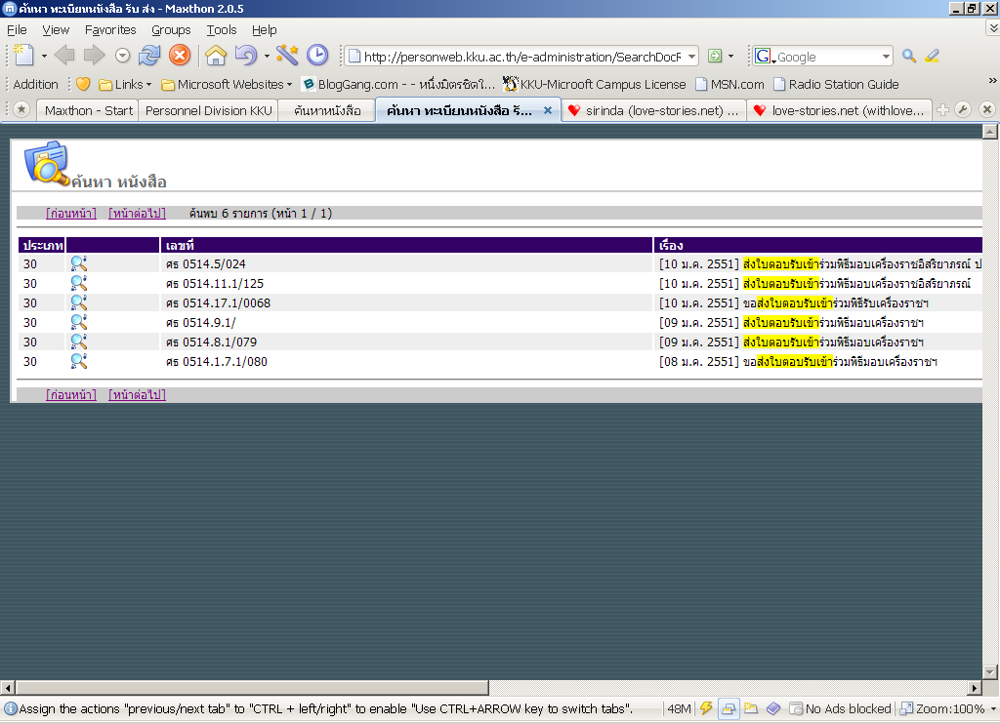 ค้นหา ทะเบียนหนังสือ รับ ส่ง - Maxthon 2.0.5
File View Favorites Groups Tools Help
http://personweb.kku.ac.th/e-administration/SearchDocF Google
Addition Links Microsoft Websites BlogGang.com - - หนึ่งมิตรชิดใ... KKU-Microoft Campus License MSN.com Radio Station Guide
Maxthon - Start Personnel Division KKU ค้นหาหนังสือ ค้นหา ทะเบียนหนังสือ รั... sirinda (love-stories.net) ... love-stories.net (withlove...
ค้นหา หนังสือ
[ก่อนหน้า] [หน้าต่อไป] ค้นพบ 6 รายการ (หน้า 1 / 1)
ประเภท เลขที่ เรื่อง
30 ศธ 0514.5/024 [10 ม.ค. 2551] ส่งใบตอบรับเข้าร่วมพิธีมอบเครื่องราชอิสริยาภรณ์ ป
30 ศธ 0514.11.1/125 [10 ม.ค. 2551] ส่งใบตอบรับเข้าร่วมพิธีมอบเครื่องราชอิสริยาภรณ์
30 ศธ 0514.17.1/0068 [10 ม.ค. 2551] ขอส่งใบตอบรับเข้าร่วมพิธีรับเครื่องราชฯ
30 ศธ 0514.9.1/ [09 ม.ค. 2551] ส่งใบตอบรับเข้าร่วมพิธีมอบเครื่องราชฯ
30 ศธ 0514.8.1/079 [09 ม.ค. 2551] ส่งใบตอบรับเข้าร่วมพิธีมอบเครื่องราชฯ
30 ศธ 0514.1.7.1/080 [08 ม.ค. 2551] ขอส่งใบตอบรับเข้าร่วมพิธีมอบเครื่องราชฯ
[ก่อนหน้า] [หน้าต่อไป]
Assign the actions "previous/next tab" to "CTRL + left/right" to enable "Use CTRL+ARROW key to switch tabs". 48M No Ads blocked Zoom:100%